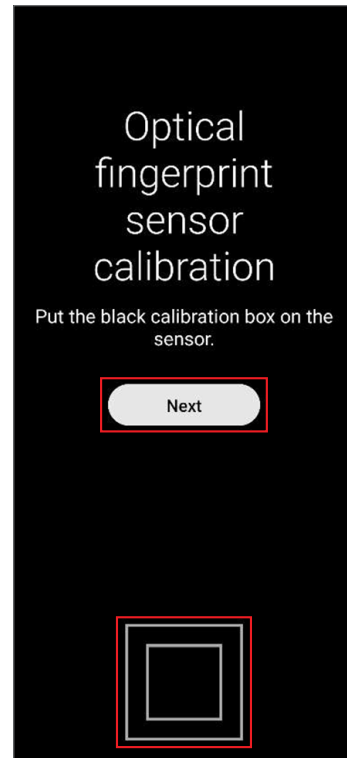 Optical
fingerprint
sensor
calibration
Put the black calibration box on the
sensor.
Next